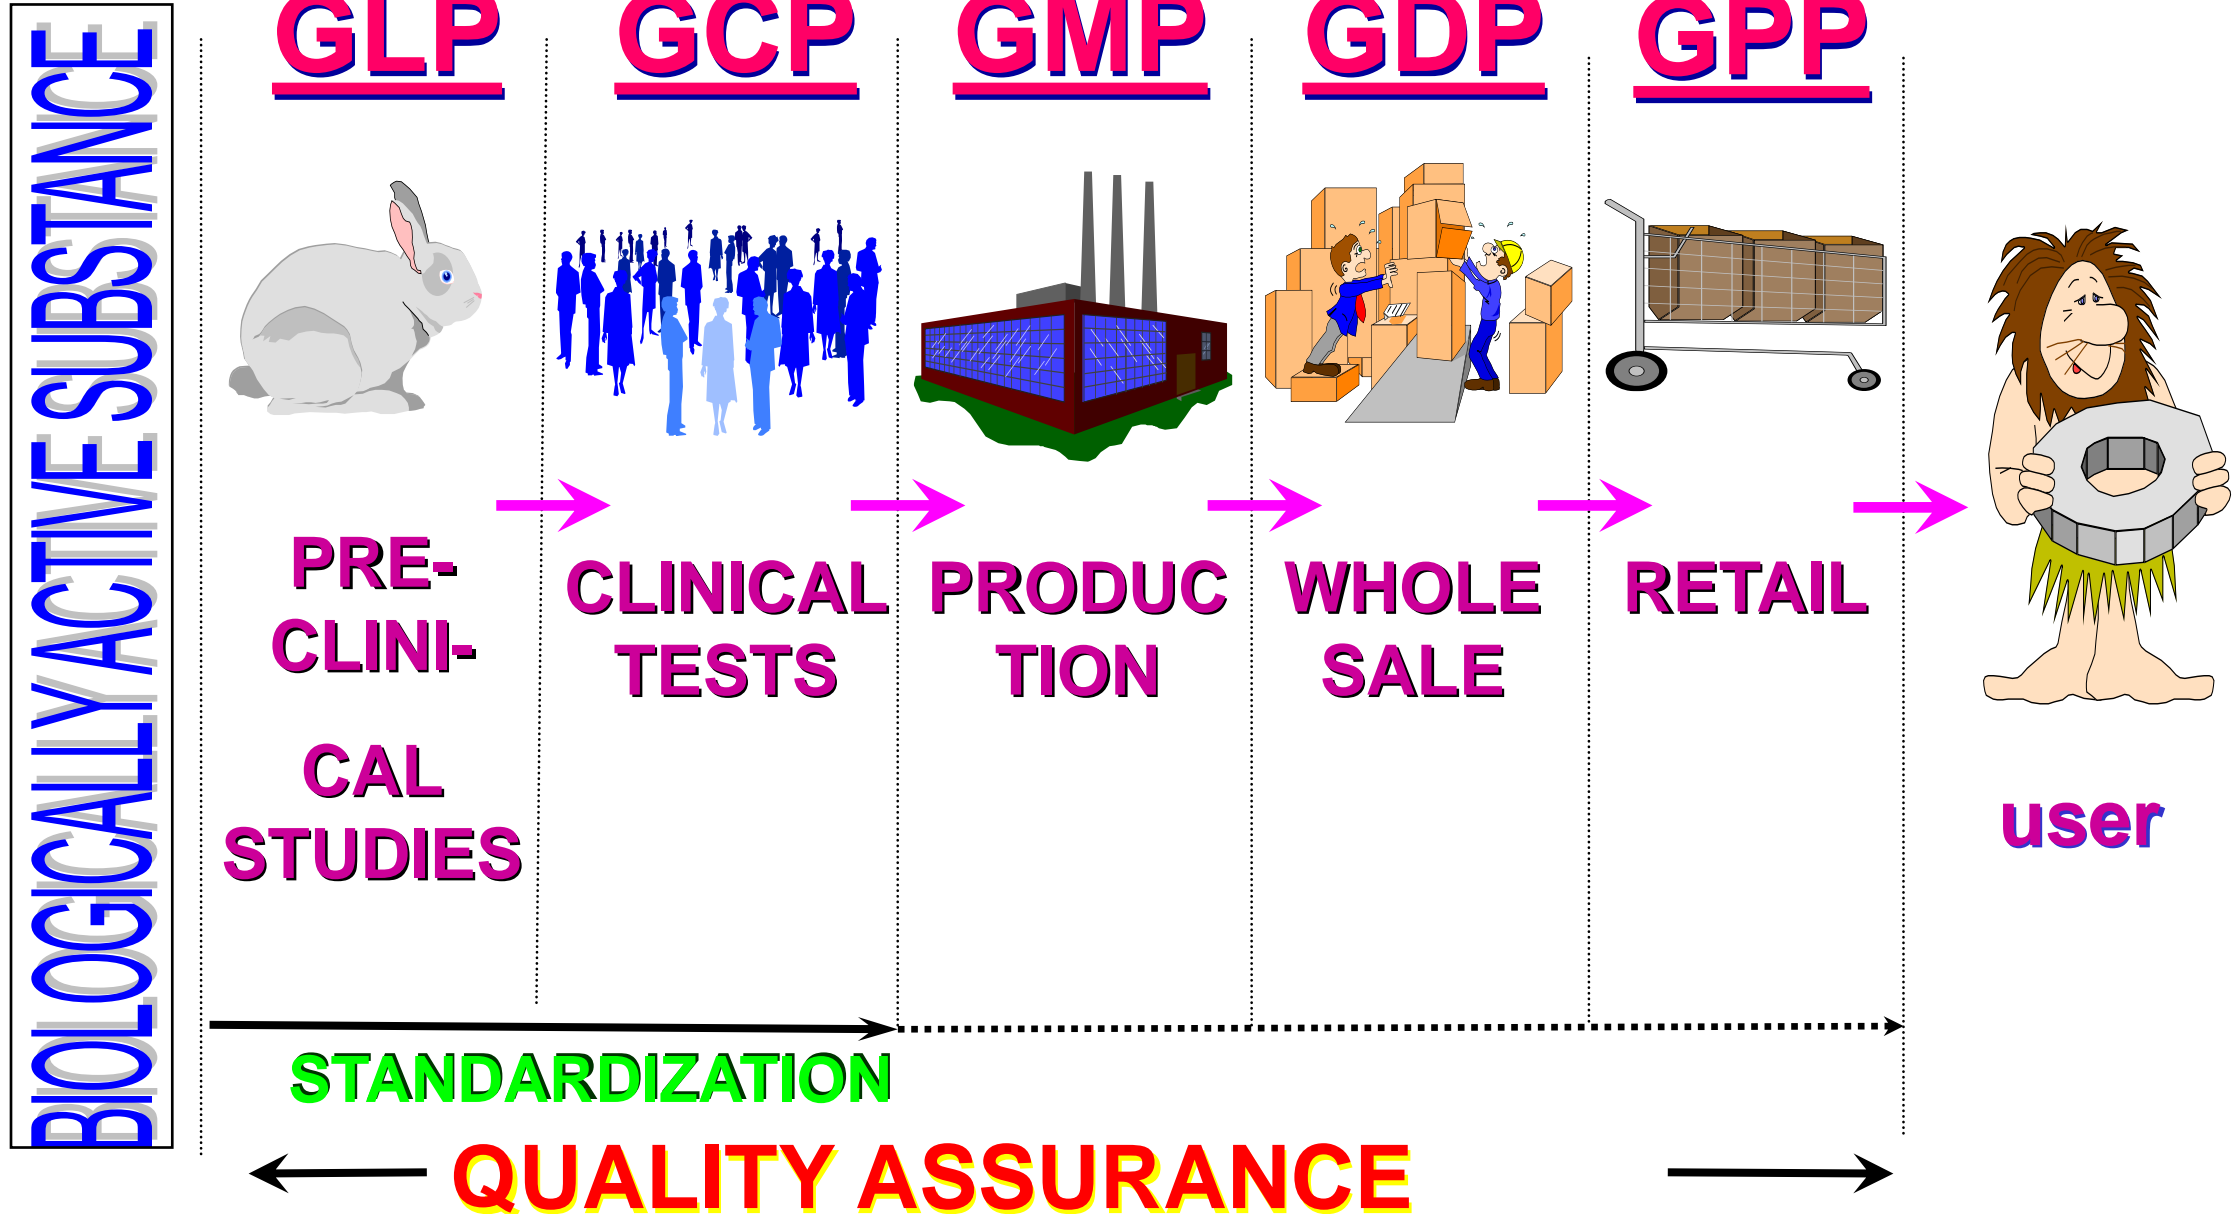 BIOLOGICALLY ACTIVE SUBSTANCE
GLP
GCP
GMP
GDP
GPP
PRE-
CLINI-
CAL
STUDIES
CLINICAL
TESTS
PRODUC
TION
WHOLE
SALE
RETAIL
user
STANDARDIZATION
QUALITY ASSURANCE